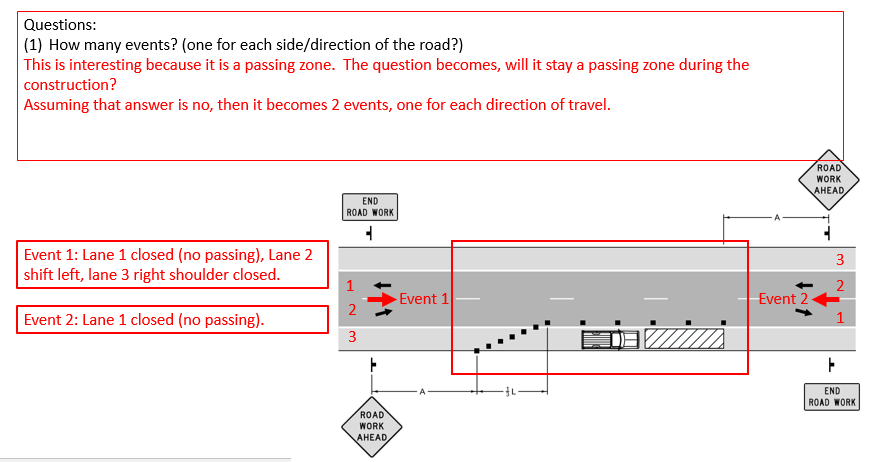 Questions:
(1) How many events? (one for each side/direction of the road?)
This is interesting because it is a passing zone. The question becomes, will it stay a passing zone during the
construction?
Assuming that answer is no, then it becomes 2 events, one for each direction of travel.
ROAD
WORK
AHEAD
END
ROAD WORK
A
Event 1: Lane 1 closed (no passing), Lane 2
shift left, lane 3 right shoulder closed.
3
1
2
Event 1
Event 2
2
1
Event 2: Lane 1 closed (no passing).
3
A
1/3 L
END
ROAD WORK
ROAD
WORK
AHEAD